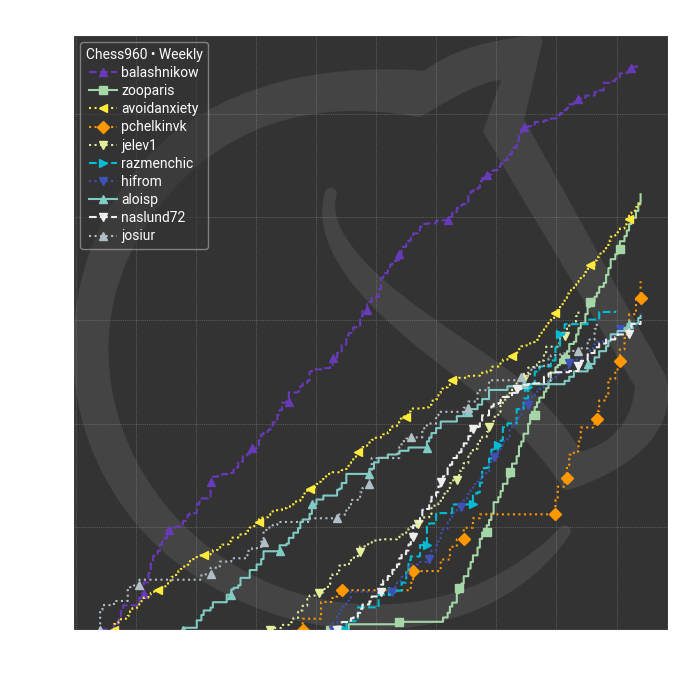 Chess960 • Weekly
balashnikow
zooparis
avoidanxiety
pchelkinvk
jelev1
razmenchic
hifrom
aloisp
naslund72
josiur